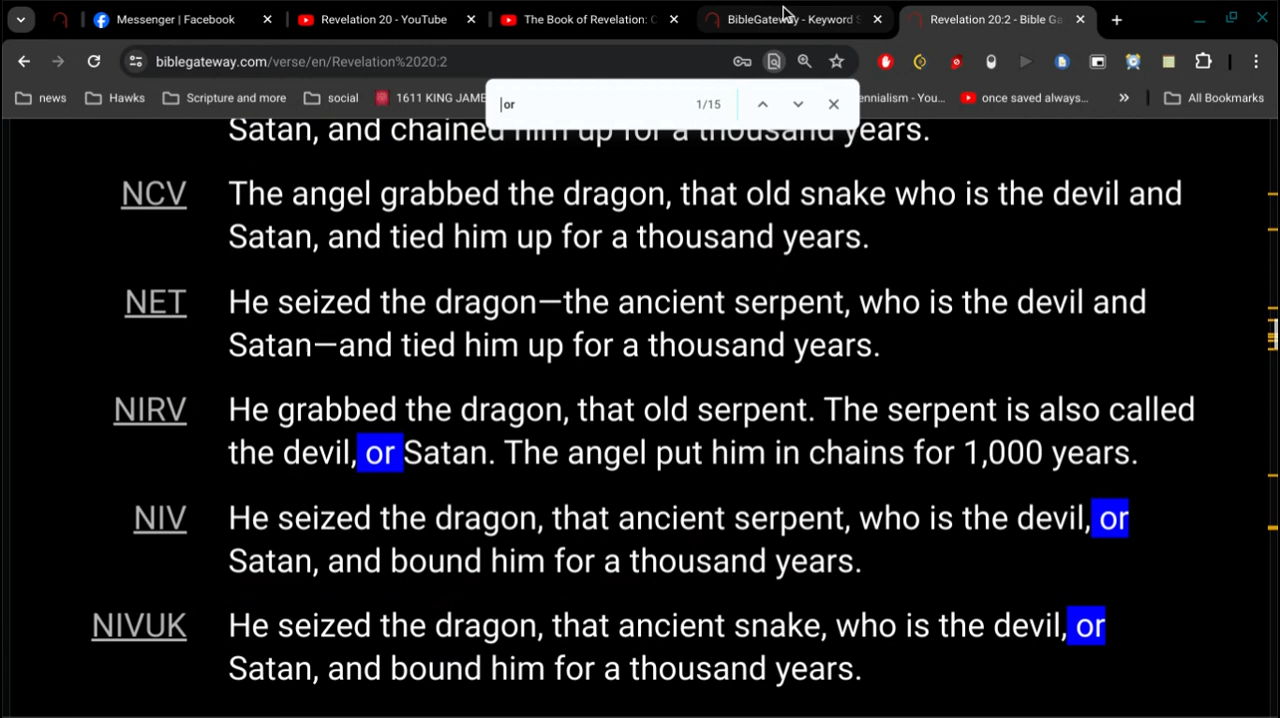 Messenger | Facebook
Revelation 20 - YouTube
The Book of Revelation: C
BibleGateway - Keyword S
Revelation 20:2 - Bible Ga
biblegateway.com/verse/en/Revelation%2020:2
news
Hawks
Scripture and more
social
1611 KING JAME
ennialism - You...
once saved always...
All Bookmarks
or
1/15
Satan, and chained him up for a thousand years.
NCV
The angel grabbed the dragon, that old snake who is the devil and
Satan, and tied him up for a thousand years.
NET
He seized the dragon—the ancient serpent, who is the devil and
Satan—and tied him up for a thousand years.
NIRV
He grabbed the dragon, that old serpent. The serpent is also called
the devil, or Satan. The angel put him in chains for 1,000 years.
NIV
He seized the dragon, that ancient serpent, who is the devil, or
Satan, and bound him for a thousand years.
NIVUK
He seized the dragon, that ancient snake, who is the devil, or
Satan, and bound him for a thousand years.